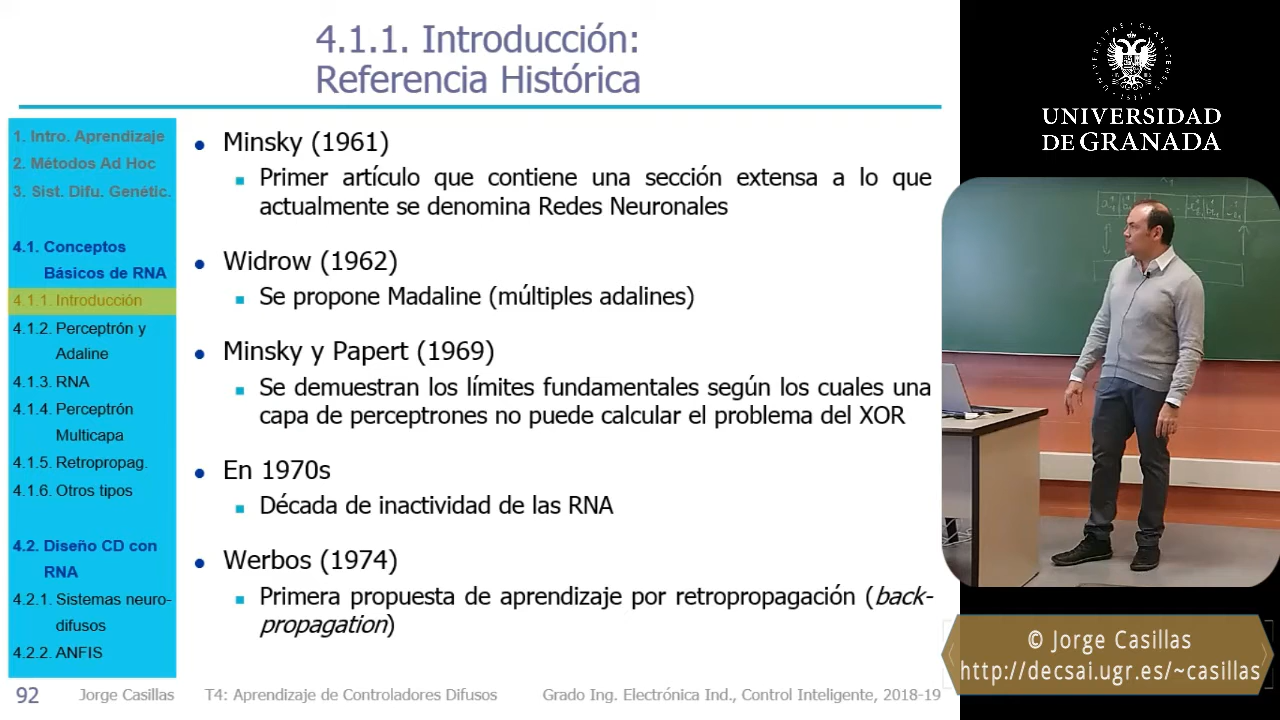 4.1.1. Introducción:
Referencia Histórica
1. Intro. Aprendizaje
2. Métodos Ad Hoc
3. Sist. Difu. Genétic.
4.1. Conceptos
Básicos de RNA
4.1.1. Introducción
4.1.2. Perceptrón y
Adaline
4.1.3. RNA
4.1.4. Perceptrón
Multicapa
4.1.5. Retropropag.
4.1.6. Otros tipos
4.2. Diseño CD con
RNA
4.2.1. Sistemas neuro-
difusos
4.2.2. ANFIS
Minsky (1961)
Primer artículo que contiene una sección extensa a lo que
actualmente se denomina Redes Neuronales
Widrow (1962)
Se propone Madaline (múltiples adalines)
Minsky y Papert (1969)
Se demuestran los límites fundamentales según los cuales una
capa de perceptrones no puede calcular el problema del XOR
En 1970s
Década de inactividad de las RNA
Werbos (1974)
Primera propuesta de aprendizaje por retropropagación (back-
propagation)
92 Jorge Casillas T4: Aprendizaje de Controladores Difusos Grado Ing. Electrónica Ind., Control Inteligente, 2018-19
UNIVERSIDAD
DE GRANADA
© Jorge Casillas
http://decsai.ugr.es/~casillas